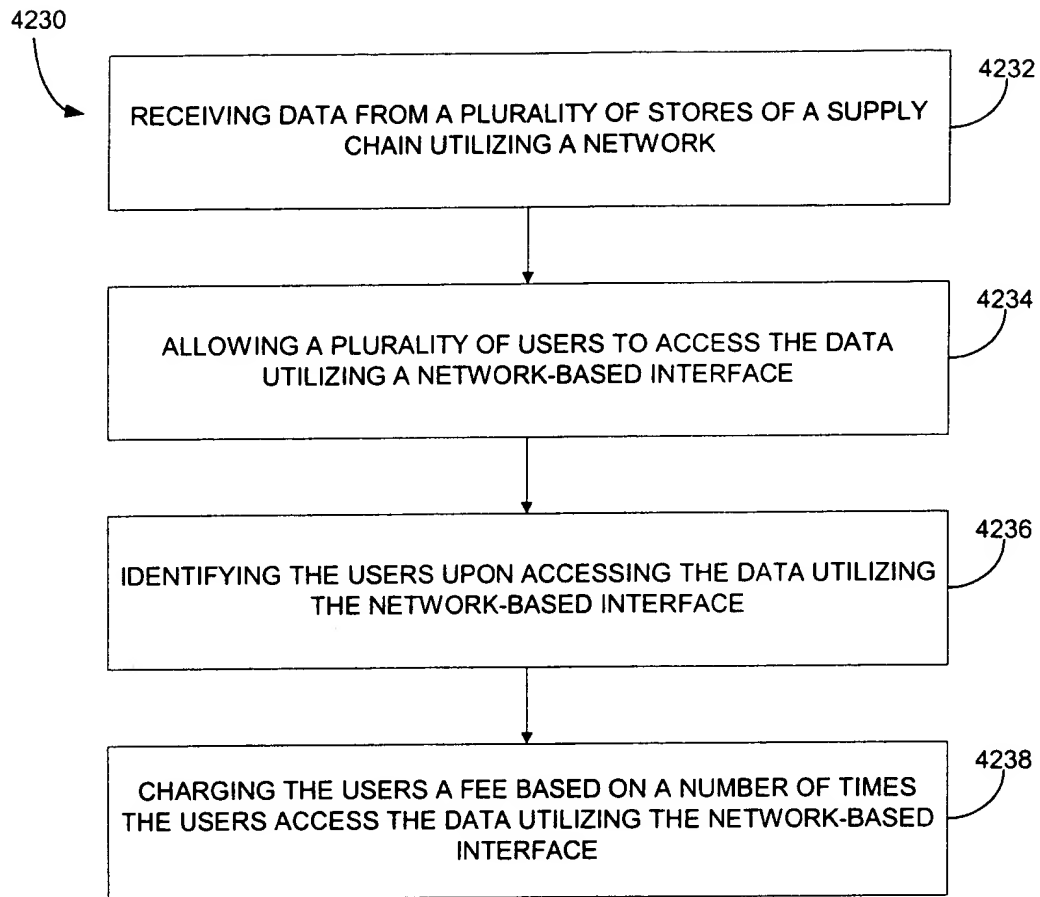 4230
4232
RECEIVING DATA FROM A PLURALITY OF STORES OF A SUPPLY
CHAIN UTILIZING A NETWORK
4234
ALLOWING A PLURALITY OF USERS TO ACCESS THE DATA
UTILIZING A NETWORK-BASED INTERFACE
4236
IDENTIFYING THE USERS UPON ACCESSING THE DATA UTILIZING
THE NETWORK-BASED INTERFACE
4238
CHARGING THE USERS A FEE BASED ON A NUMBER OF TIMES
THE USERS ACCESS THE DATA UTILIZING THE NETWORK-BASED
INTERFACE